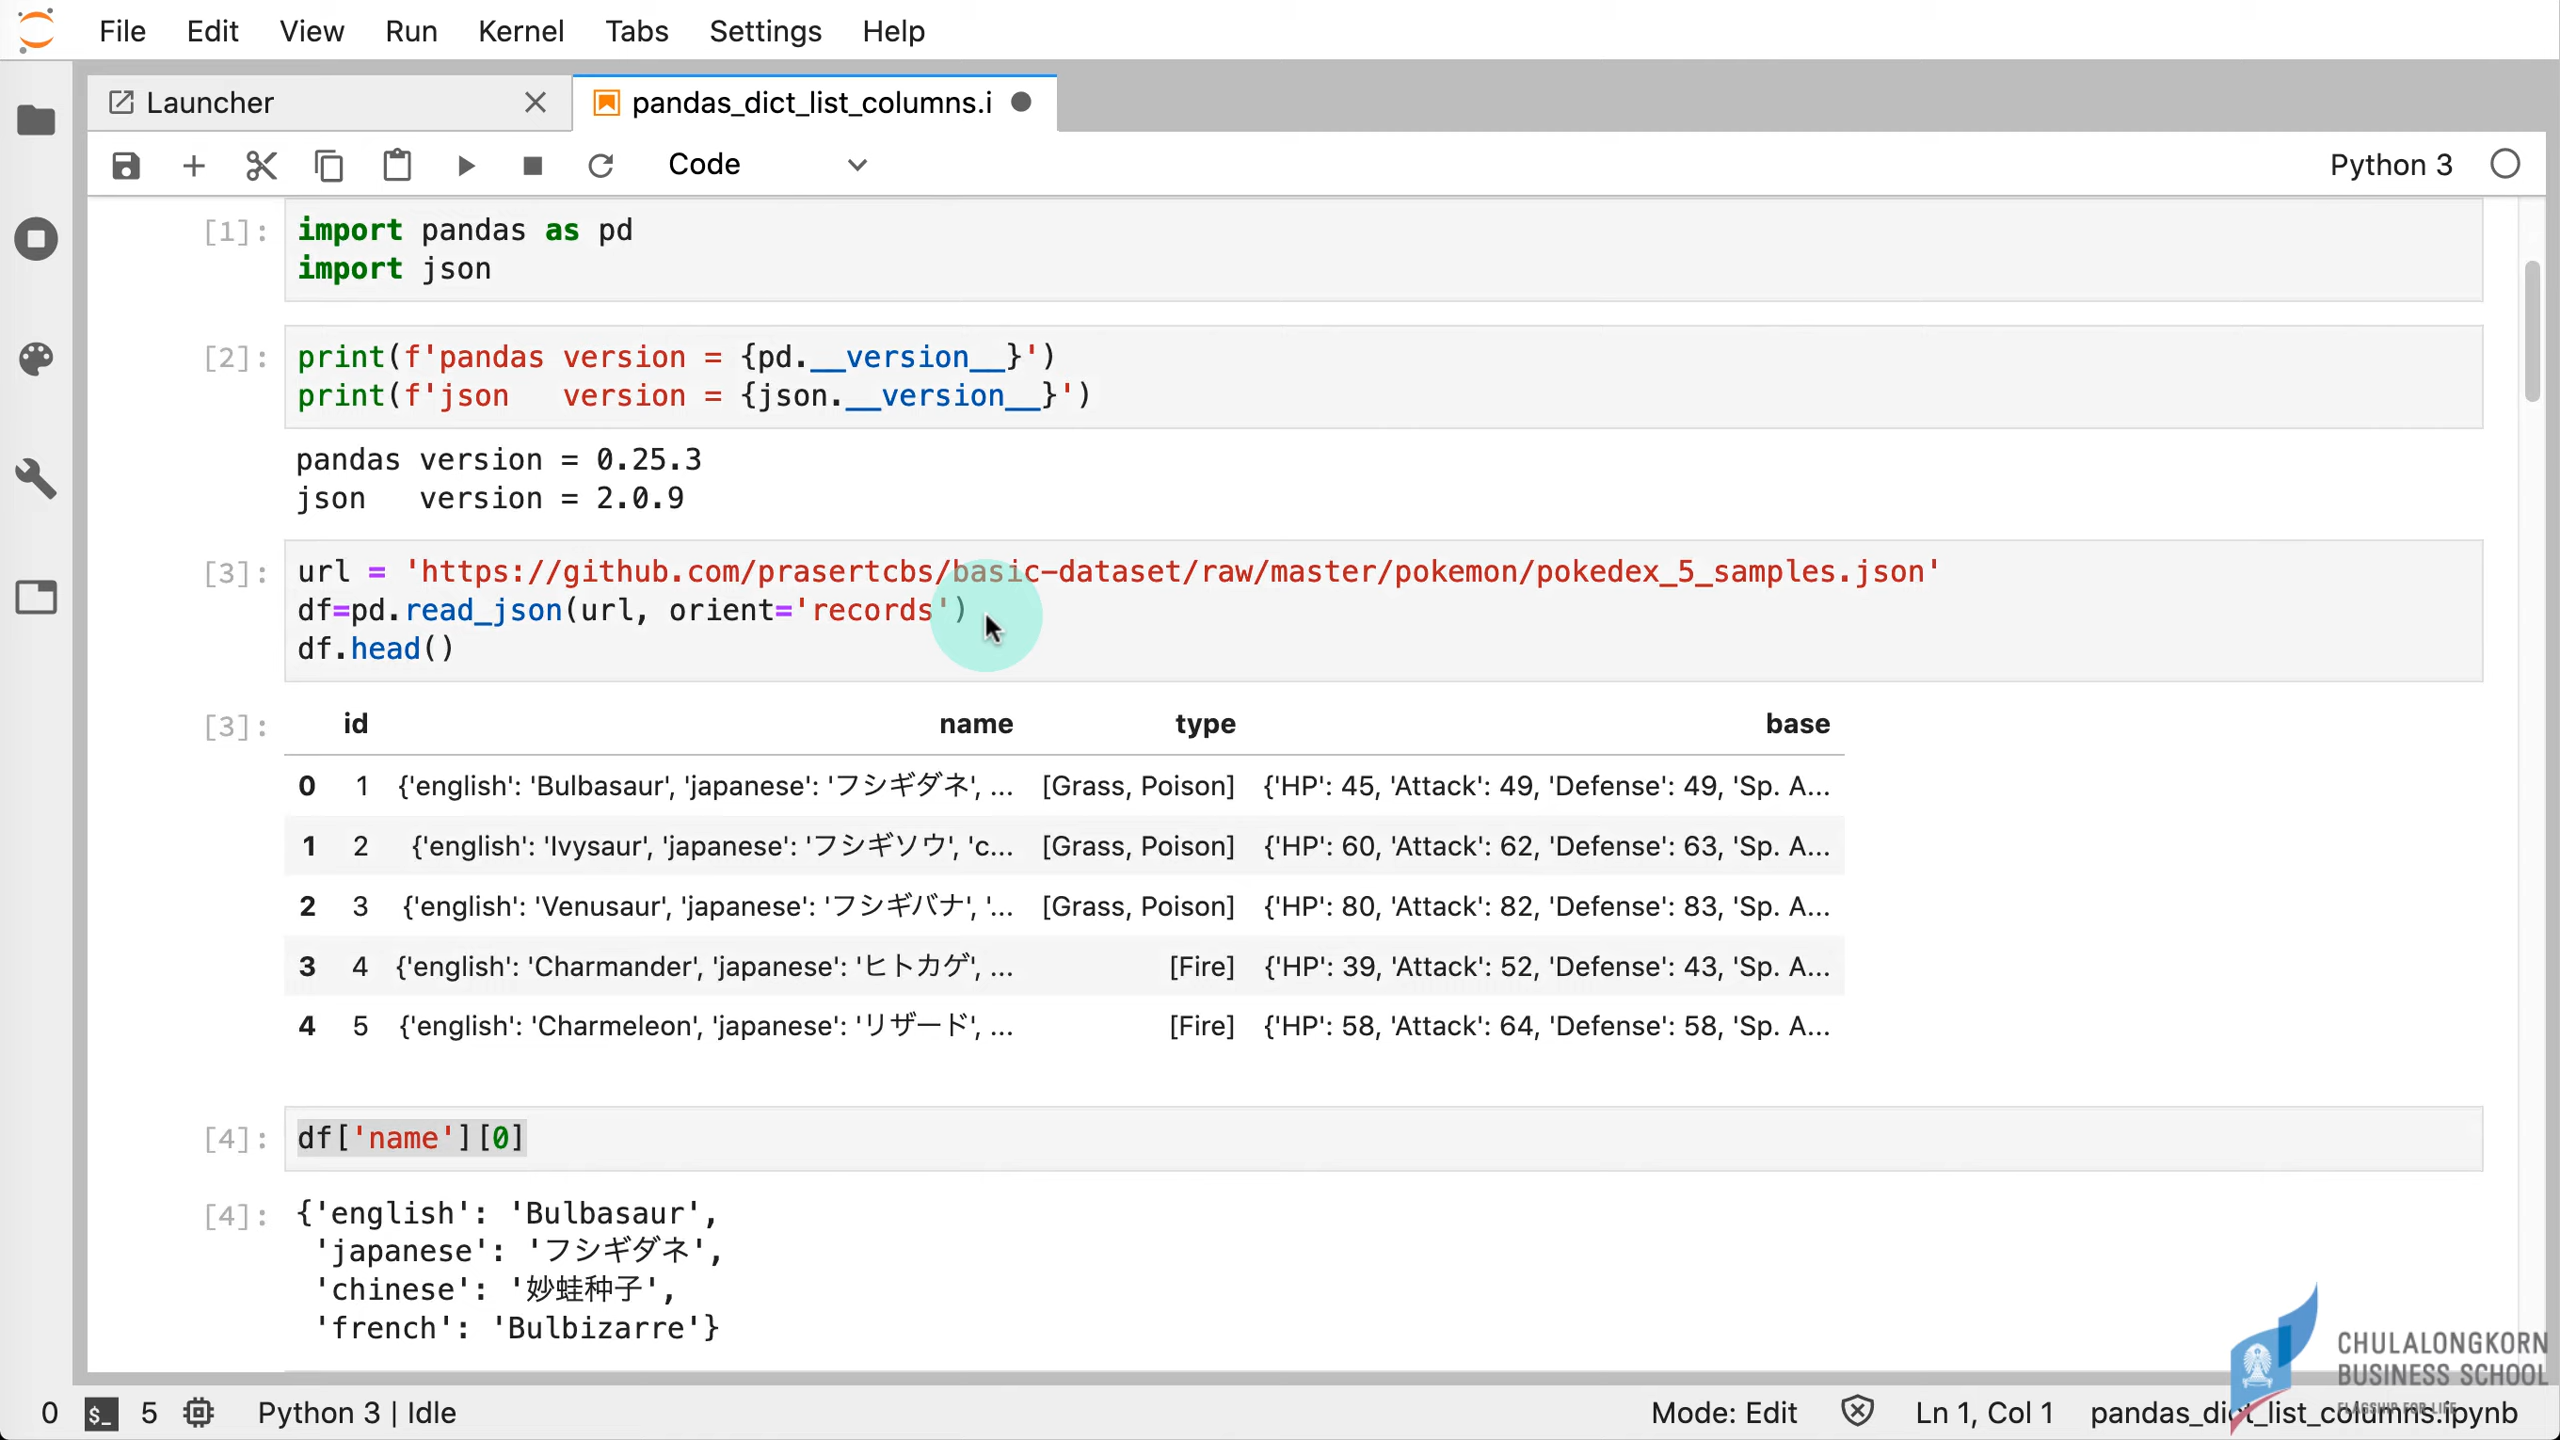 File Edit View Run Kernel Tabs Settings Help
Launcher
pandas_dict_list_columns.i
Code
Python 3
[1]: import pandas as pd
import json
[2]: print(f'pandas version = {pd.__version__}')
print(f'json   version = {json.__version__}')
pandas version = 0.25.3
json   version = 2.0.9
[3]: url = 'https://github.com/prasertcbs/basic-dataset/raw/master/pokemon/pokedex_5_samples.json'
df=pd.read_json(url, orient='records')
df.head()
[3]: id name type base
0 1 {'english': 'Bulbasaur', 'japanese': 'フシギダネ', ... [Grass, Poison] {'HP': 45, 'Attack': 49, 'Defense': 49, 'Sp. A...
1 2 {'english': 'Ivysaur', 'japanese': 'フシギソウ', 'c... [Grass, Poison] {'HP': 60, 'Attack': 62, 'Defense': 63, 'Sp. A...
2 3 {'english': 'Venusaur', 'japanese': 'フシギバナ', '... [Grass, Poison] {'HP': 80, 'Attack': 82, 'Defense': 83, 'Sp. A...
3 4 {'english': 'Charmander', 'japanese': 'ヒトカゲ', ... [Fire] {'HP': 39, 'Attack': 52, 'Defense': 43, 'Sp. A...
4 5 {'english': 'Charmeleon', 'japanese': 'リザード', ... [Fire] {'HP': 58, 'Attack': 64, 'Defense': 58, 'Sp. A...
[4]: df['name'][0]
[4]: {'english': 'Bulbasaur',
'japanese': 'フシギダネ',
'chinese': '妙蛙种子',
'french': 'Bulbizarre'}
CHULALONGKORN
BUSINESS SCHOOL
FLAGSHIP FOR LIFE
0 $_ 5 Python 3 | Idle Mode: Edit Ln 1, Col 1 pandas_dict_list_columns.ipynb